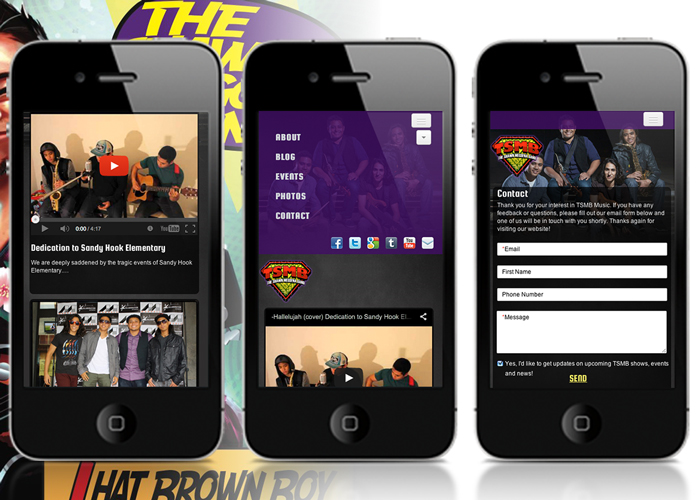 THE
0:00 / 4:17
YouTube
Dedication to Sandy Hook Elementary
We are deeply saddened by the tragic events of Sandy Hook
Elementary....
ABOUT
BLOG
EVENTS
PHOTOS
CONTACT
f
t
g
t
You
Tube
TSMB
-Hallelujah (cover) Dedication to Sandy Hook El...
TSMB
Contact
Thank you for your interest in TSMB Music. If you have any
feedback or questions, please fill out our email form below and
one of us will be in touch with you shortly. Thanks again for
visiting our website!
*Email
First Name
Phone Number
*Message
Yes, I'd like to get updates on upcoming TSMB shows, events
and news!
SEND
HAT BROWN BOY